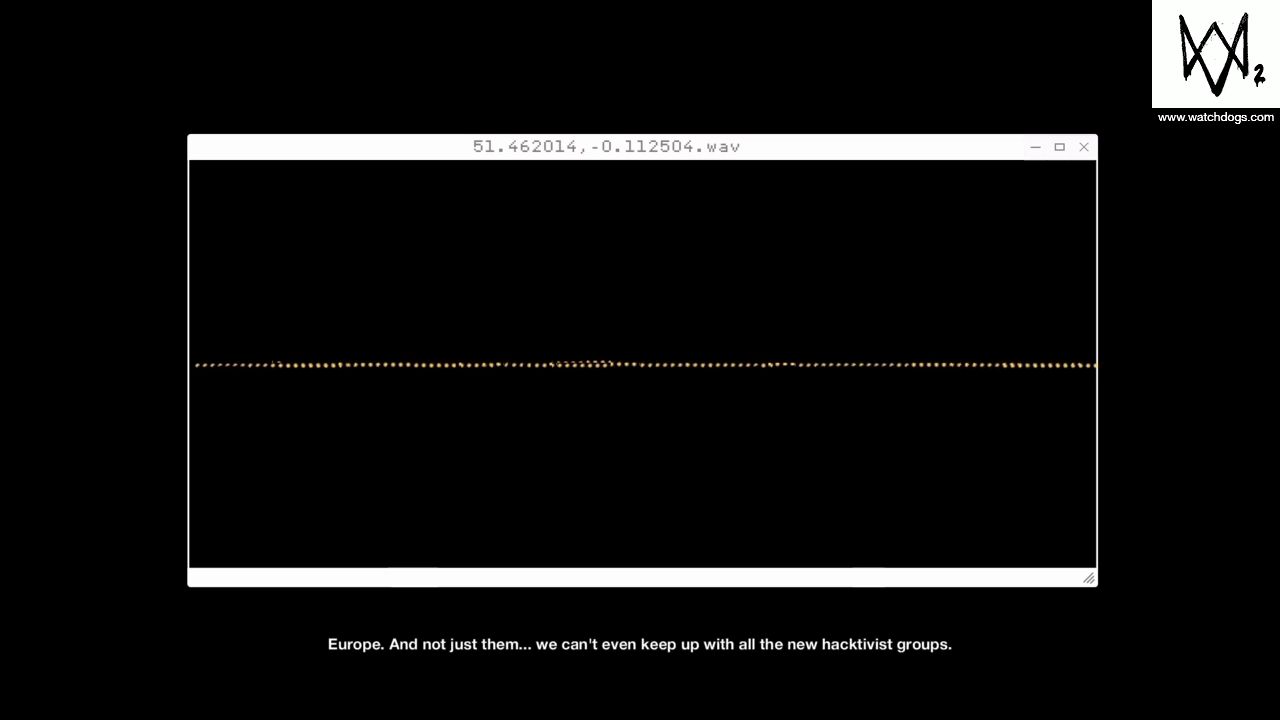 2
www.watchdogs.com
51.462014,-0.112504.wav
Europe. And not just them... we can't even keep up with all the new hacktivist groups.